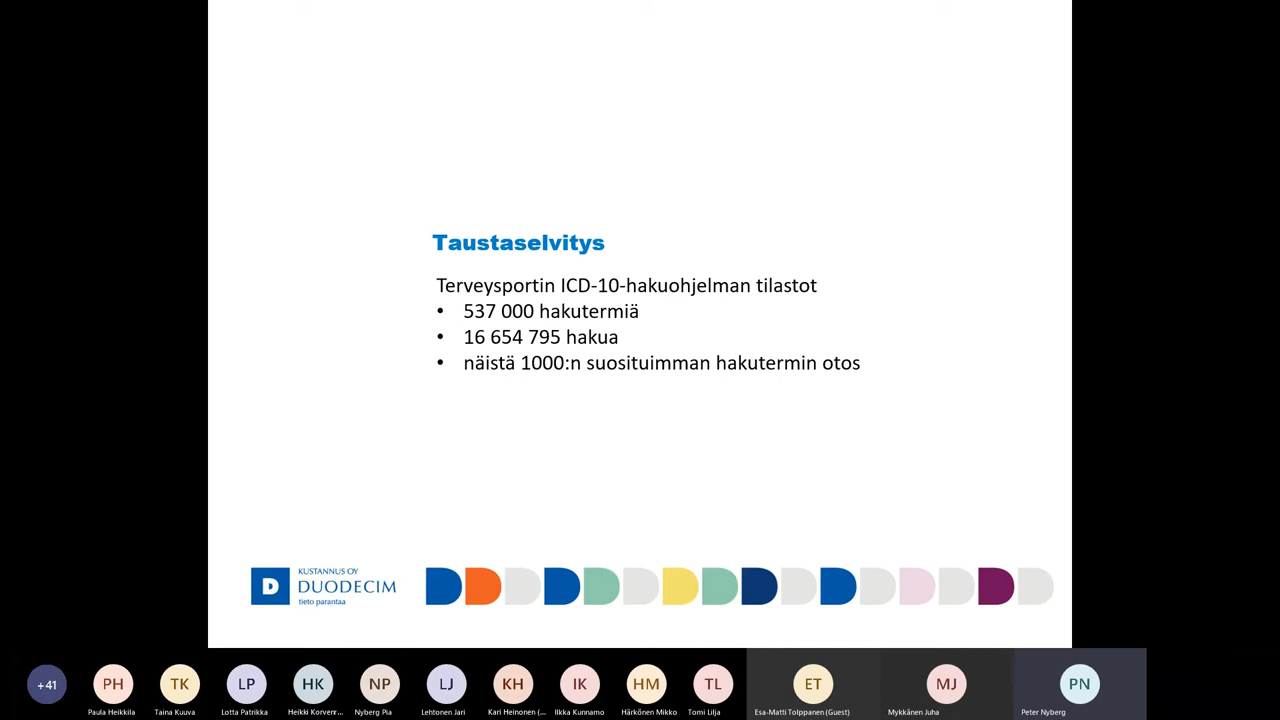 Taustaselvitys
Terveysportin ICD-10-hakuohjelman tilastot
• 537 000 hakutermiä
• 16 654 795 hakua
• näistä 1000:n suosituimman hakutermin otos
D
KUSTANNUS OY
DUODECIM
tieto parantaa
+41
PH
TK
LP
HK
NP
LJ
KH
IK
HM
TL
ET
MJ
PN
Paula Heikkila
Taina Kuuva
Lotta Patrikka
Heikki Korvenr...
Nyberg Pia
Lehtonen Jari
Kari Heinonen (...
Ilkka Kunnamo
Härkönen Mikko
Tomi Lilja
Esa-Matti Tolppanen (Guest)
Mykkänen Juha
Peter Nyberg